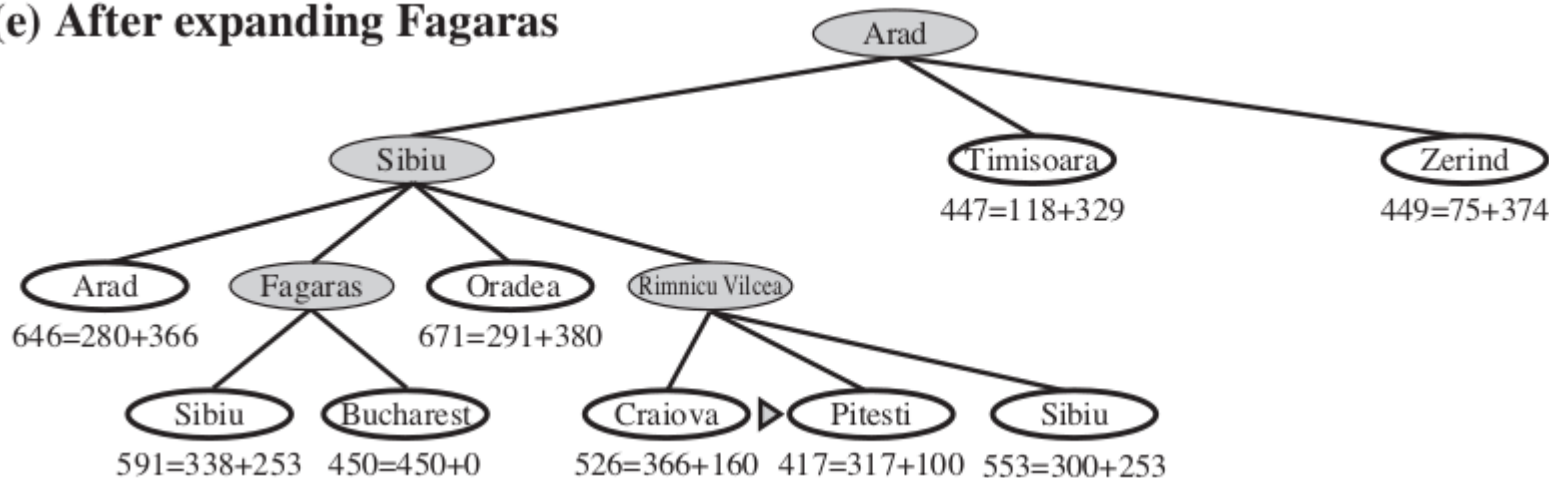 (e) After expanding Fagaras
Arad
Sibiu
Timisoara
Zerind
447=118+329
449=75+374
Arad
Fagaras
Oradea
Rimnicu Vilcea
646=280+366
671=291+380
Sibiu
Bucharest
Craiova
Pitesti
Sibiu
591=338+253
450=450+0
526=366+160
417=317+100
553=300+253